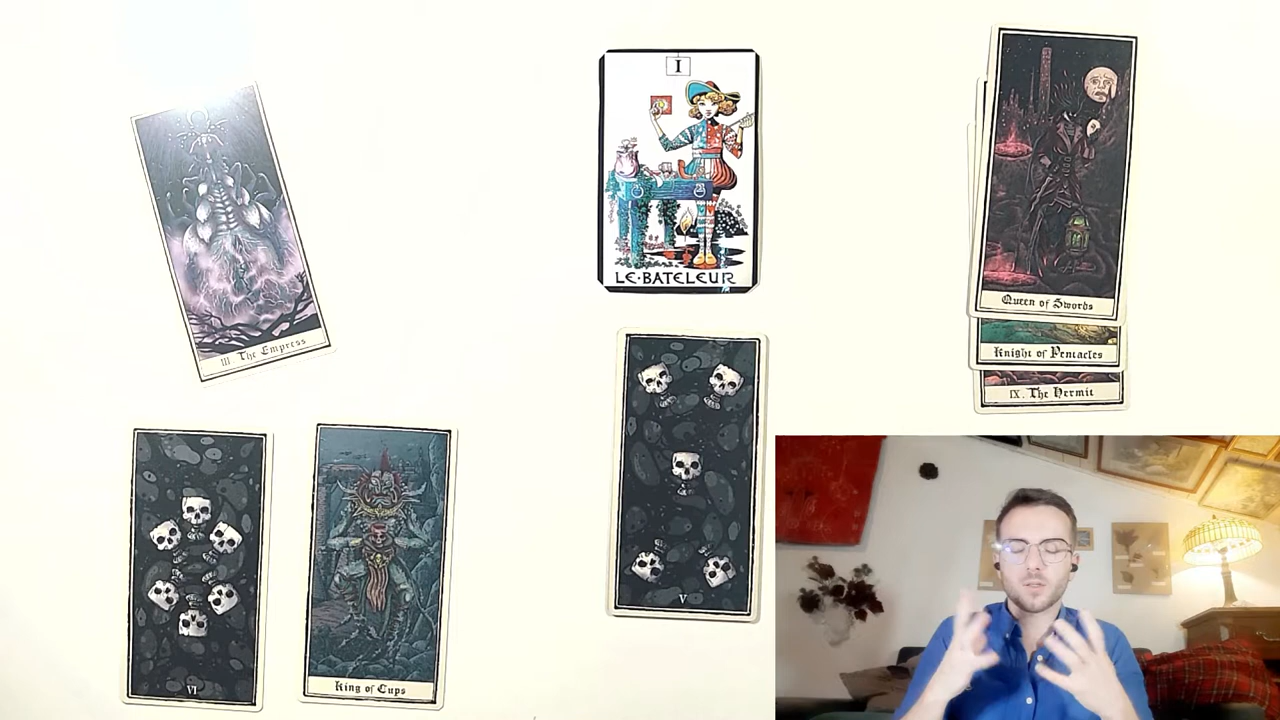 III. The Empress
I
LE·BATELEUR
Queen of Swords
Knight of Pentacles
IX. The Hermit
VI
King of Cups
V